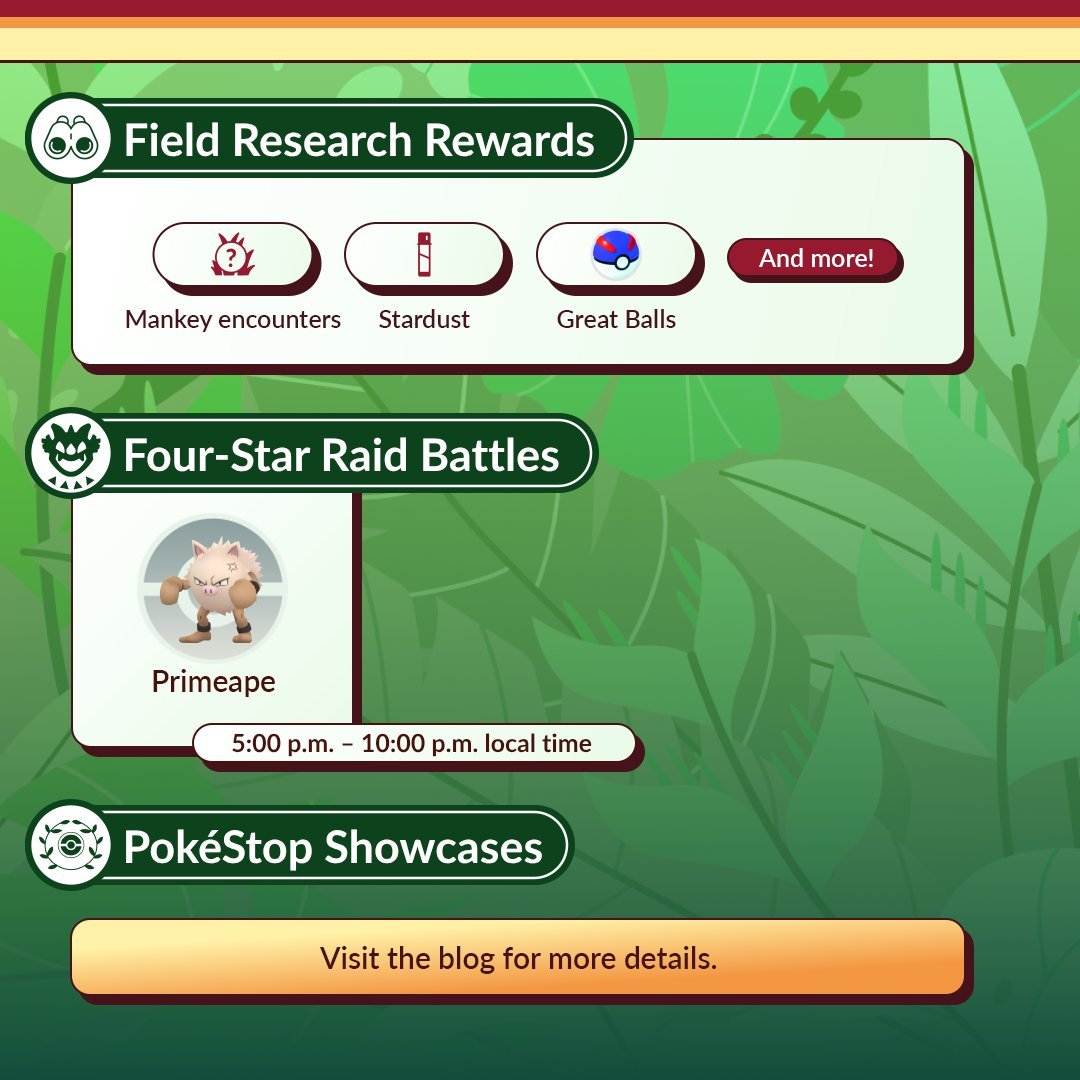 Field Research Rewards
?
And more!
Mankey encounters Stardust Great Balls
Four-Star Raid Battles
Primeape
5:00 p.m. – 10:00 p.m. local time
PokéStop Showcases
Visit the blog for more details.